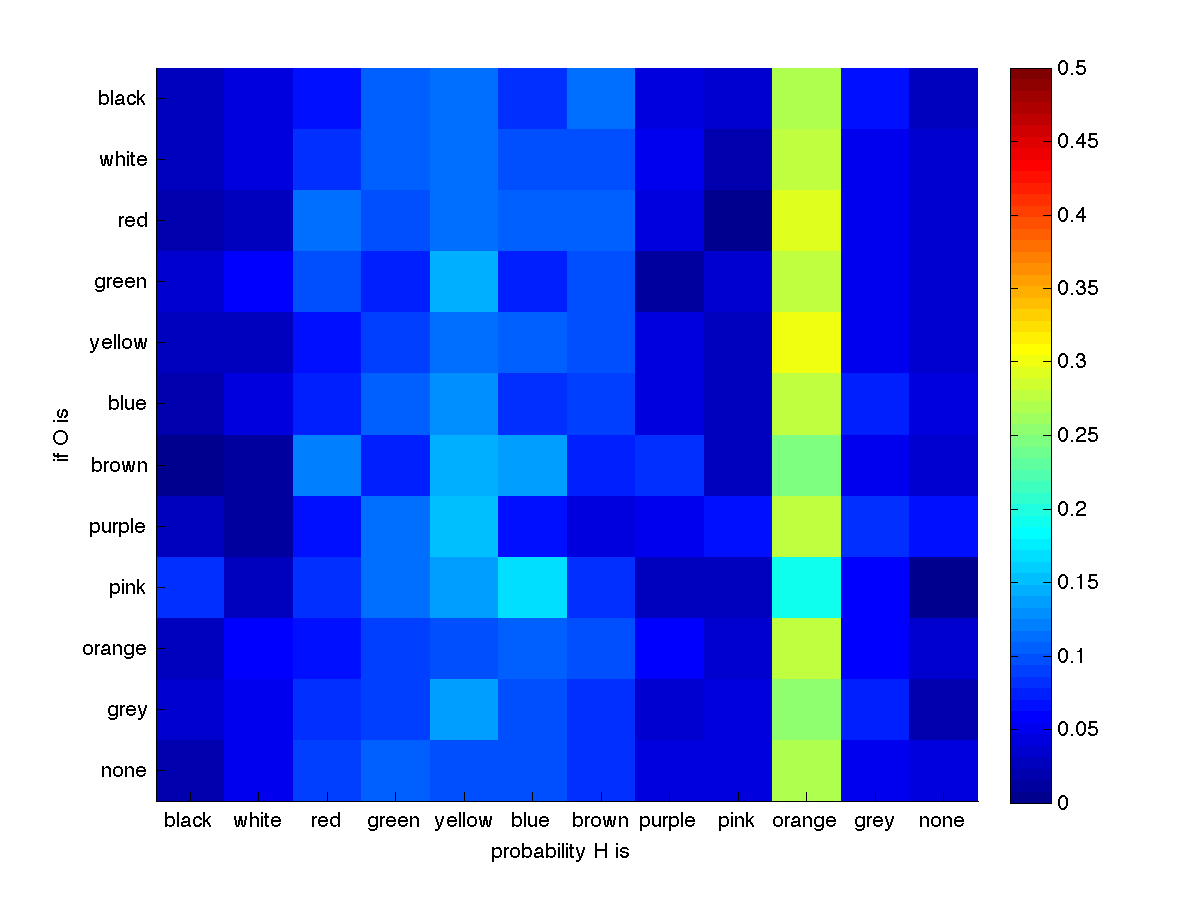 black
white
red
green
yellow
blue
brown
purple
pink
orange
grey
none
if O is
black white red green yellow blue brown purple pink orange grey none
probability H is
0.5
0.45
0.4
0.35
0.3
0.25
0.2
0.15
0.1
0.05
0